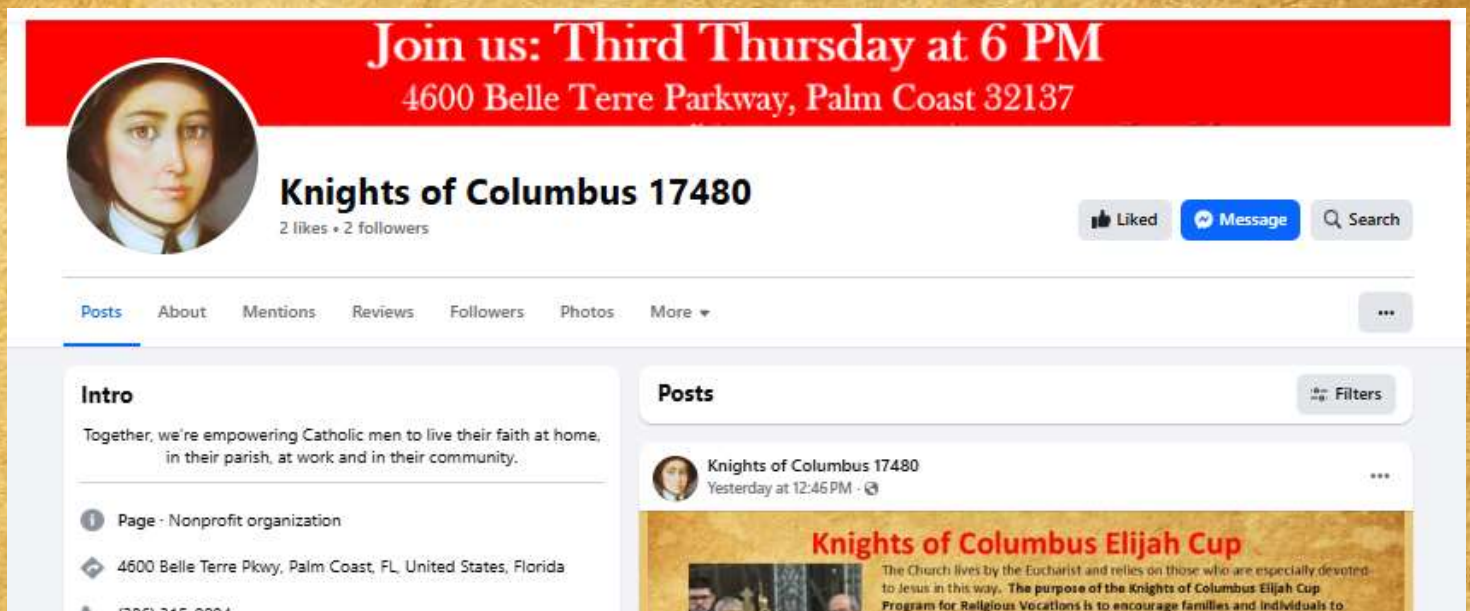 Join us: Third Thursday at 6 PM
4600 Belle Terre Parkway, Palm Coast 32137
Knights of Columbus 17480
2 likes • 2 followers
Liked
Message
Search
Posts
About
Mentions
Reviews
Followers
Photos
More
Intro
Together, we're empowering Catholic men to live their faith at home,
in their parish, at work and in their community.
Page · Nonprofit organization
4600 Belle Terre Pkwy, Palm Coast, FL, United States, Florida
Posts
Filters
Knights of Columbus 17480
Yesterday at 12:46 PM ·
Knights of Columbus Elijah Cup
The Church lives by the Eucharist and relies on those who are especially devoted
to Jesus in this way. The purpose of the Knights of Columbus Elijah Cup
Program for Religious Vocations is to encourage families and individuals to